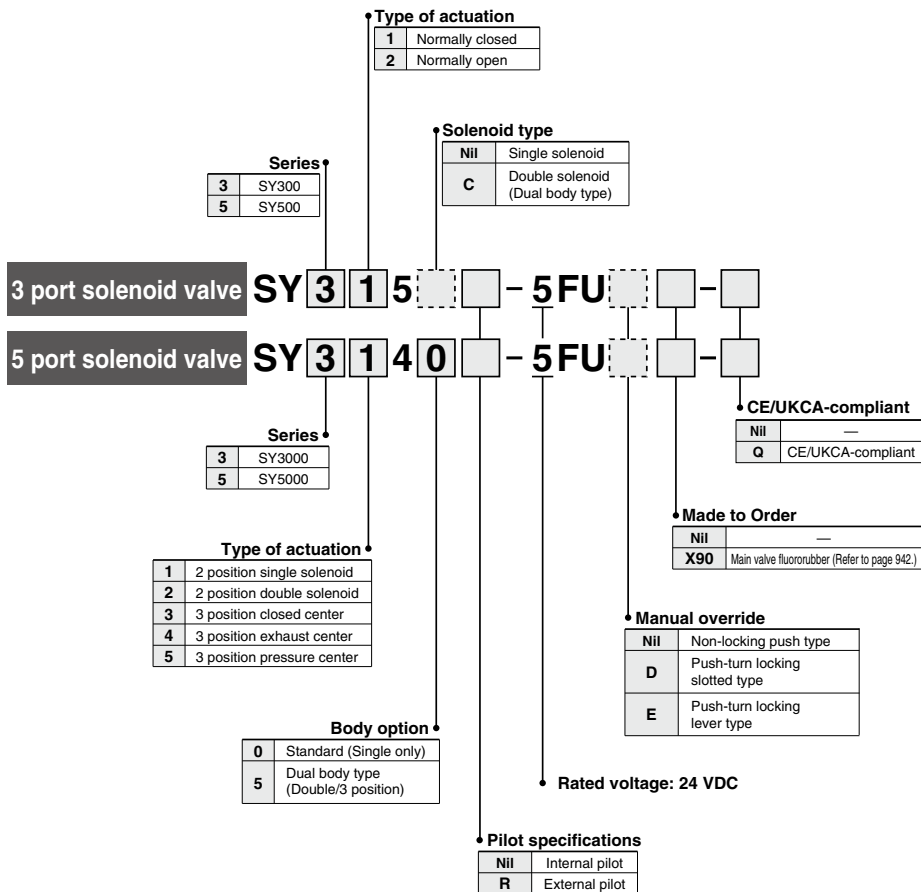 Type of actuation
1 Normally closed
2 Normally open
Solenoid type
Nil Single solenoid
C Double solenoid
(Dual body type)
Series
3 SY300
5 SY500
3 port solenoid valve SY 3 1 5 - 5 FU -
5 port solenoid valve SY 3 1 4 0 - 5 FU -
CE/UKCA-compliant
Nil —
Q CE/UKCA-compliant
Series
3 SY3000
5 SY5000
Made to Order
Nil —
X90 Main valve fluororubber (Refer to page 942.)
Type of actuation
1 2 position single solenoid
2 2 position double solenoid
3 3 position closed center
4 3 position exhaust center
5 3 position pressure center
Manual override
Nil Non-locking push type
D Push-turn locking
slotted type
E Push-turn locking
lever type
Body option
0 Standard (Single only)
5 Dual body type
(Double/3 position)
Rated voltage: 24 VDC
Pilot specifications
Nil Internal pilot
R External pilot